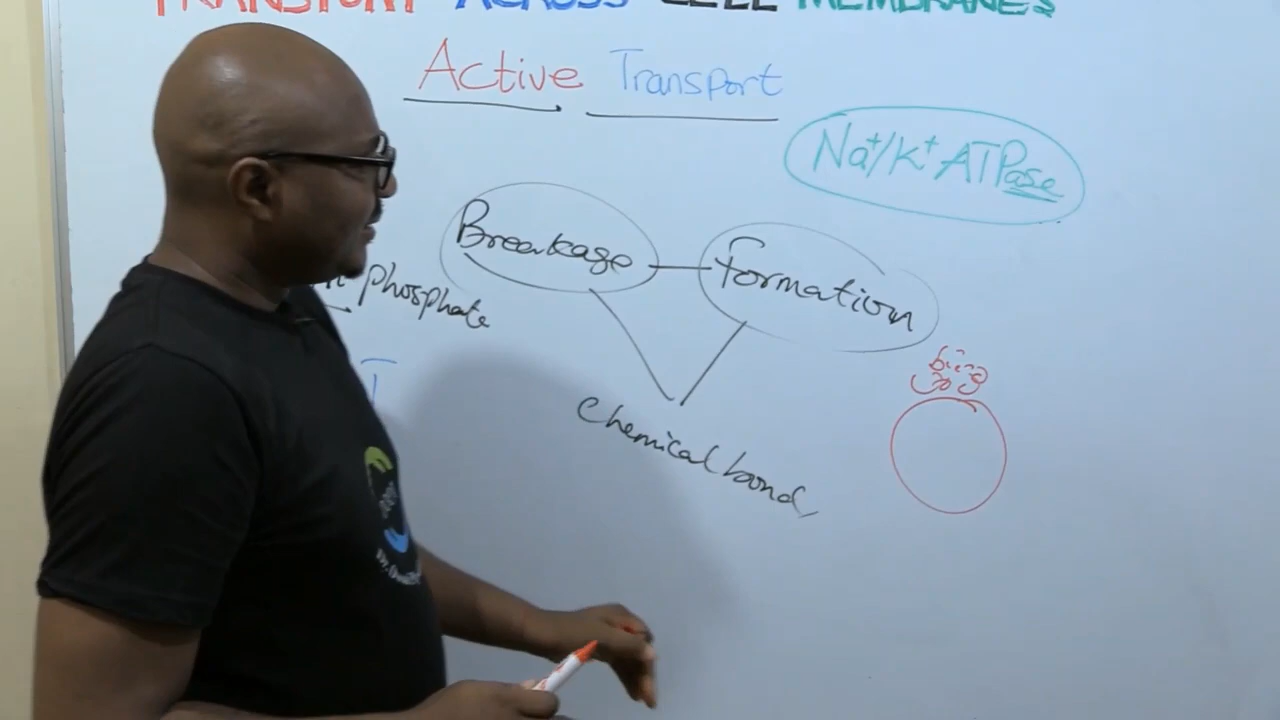 TRANSPORT ACROSS CELL MEMBRANES
Active Transport
Na⁺/K⁺ ATPase
Breakage
Formation
phosphate
Chemical bond